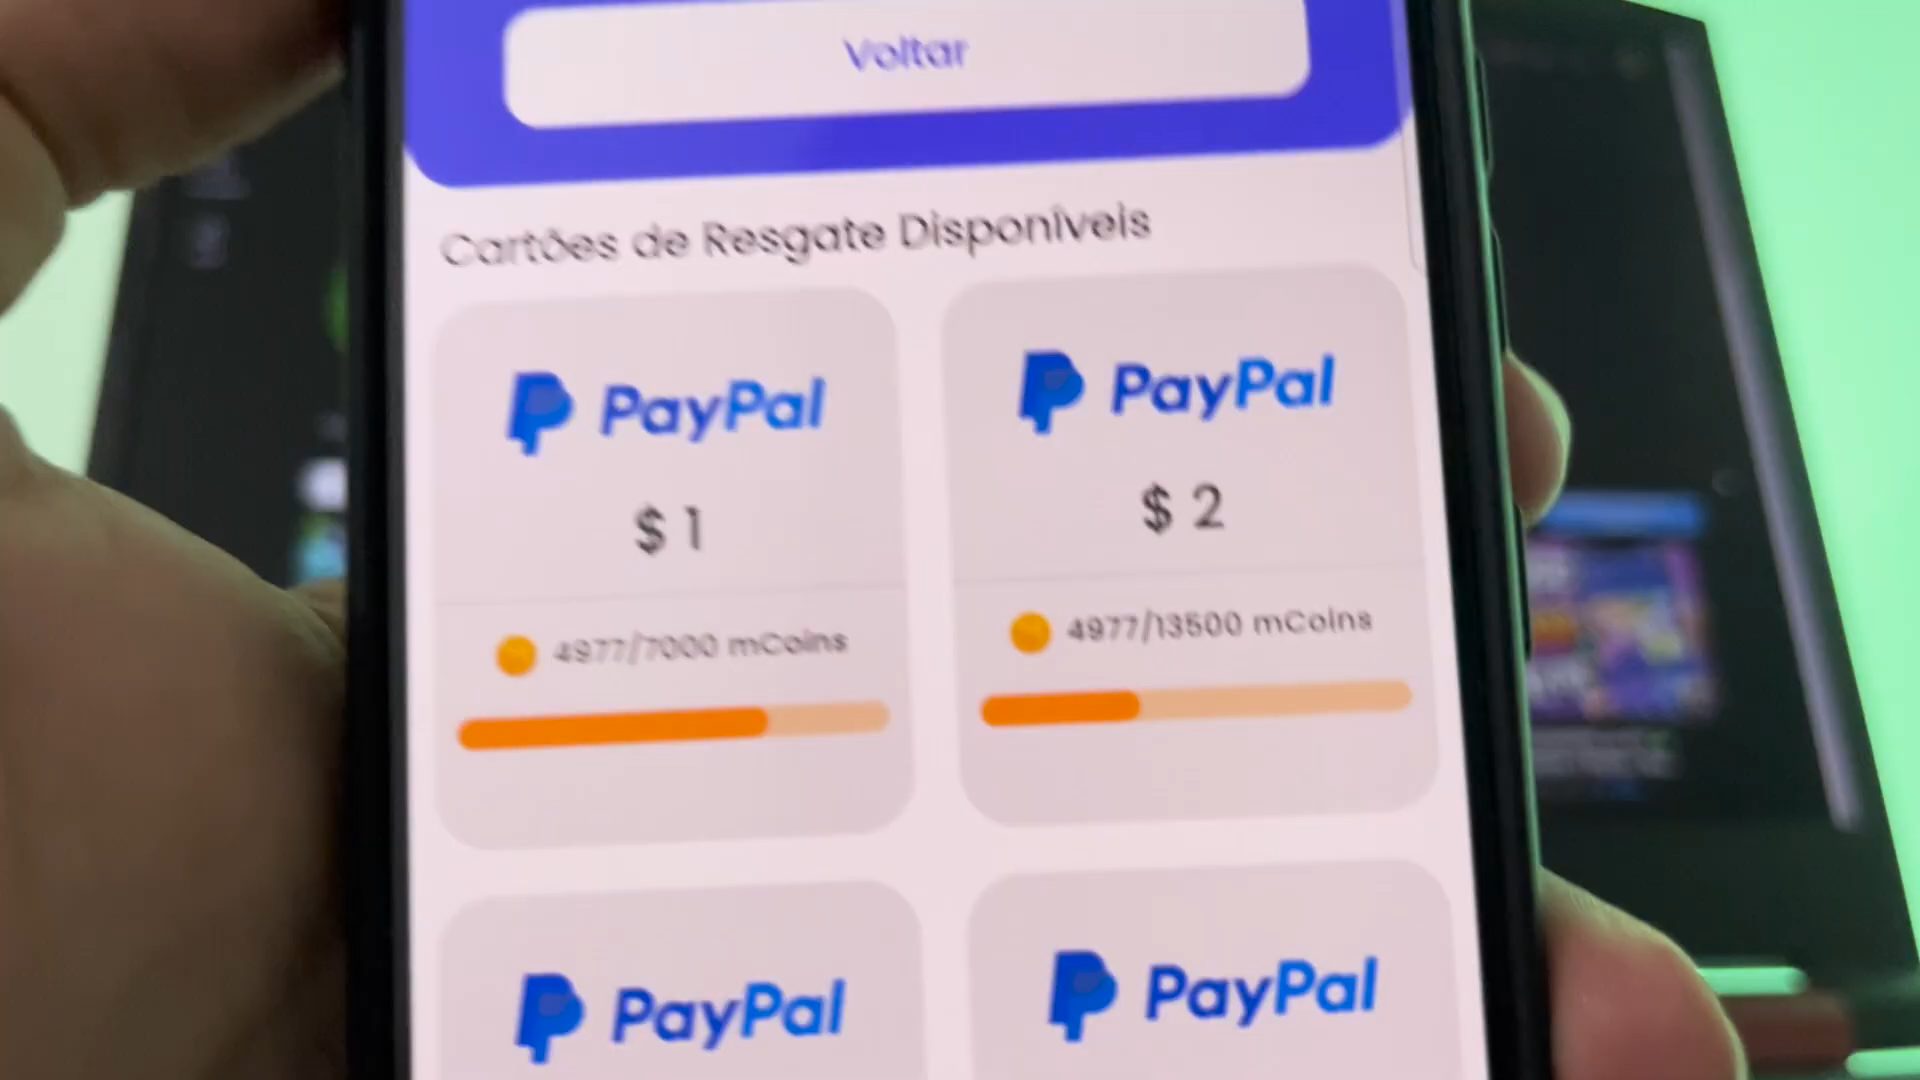 Voltar
Cartões de Resgate Disponíveis
PayPal
$ 1
4977/7000 mCoins
PayPal
$ 2
4977/13500 mCoins
PayPal
PayPal